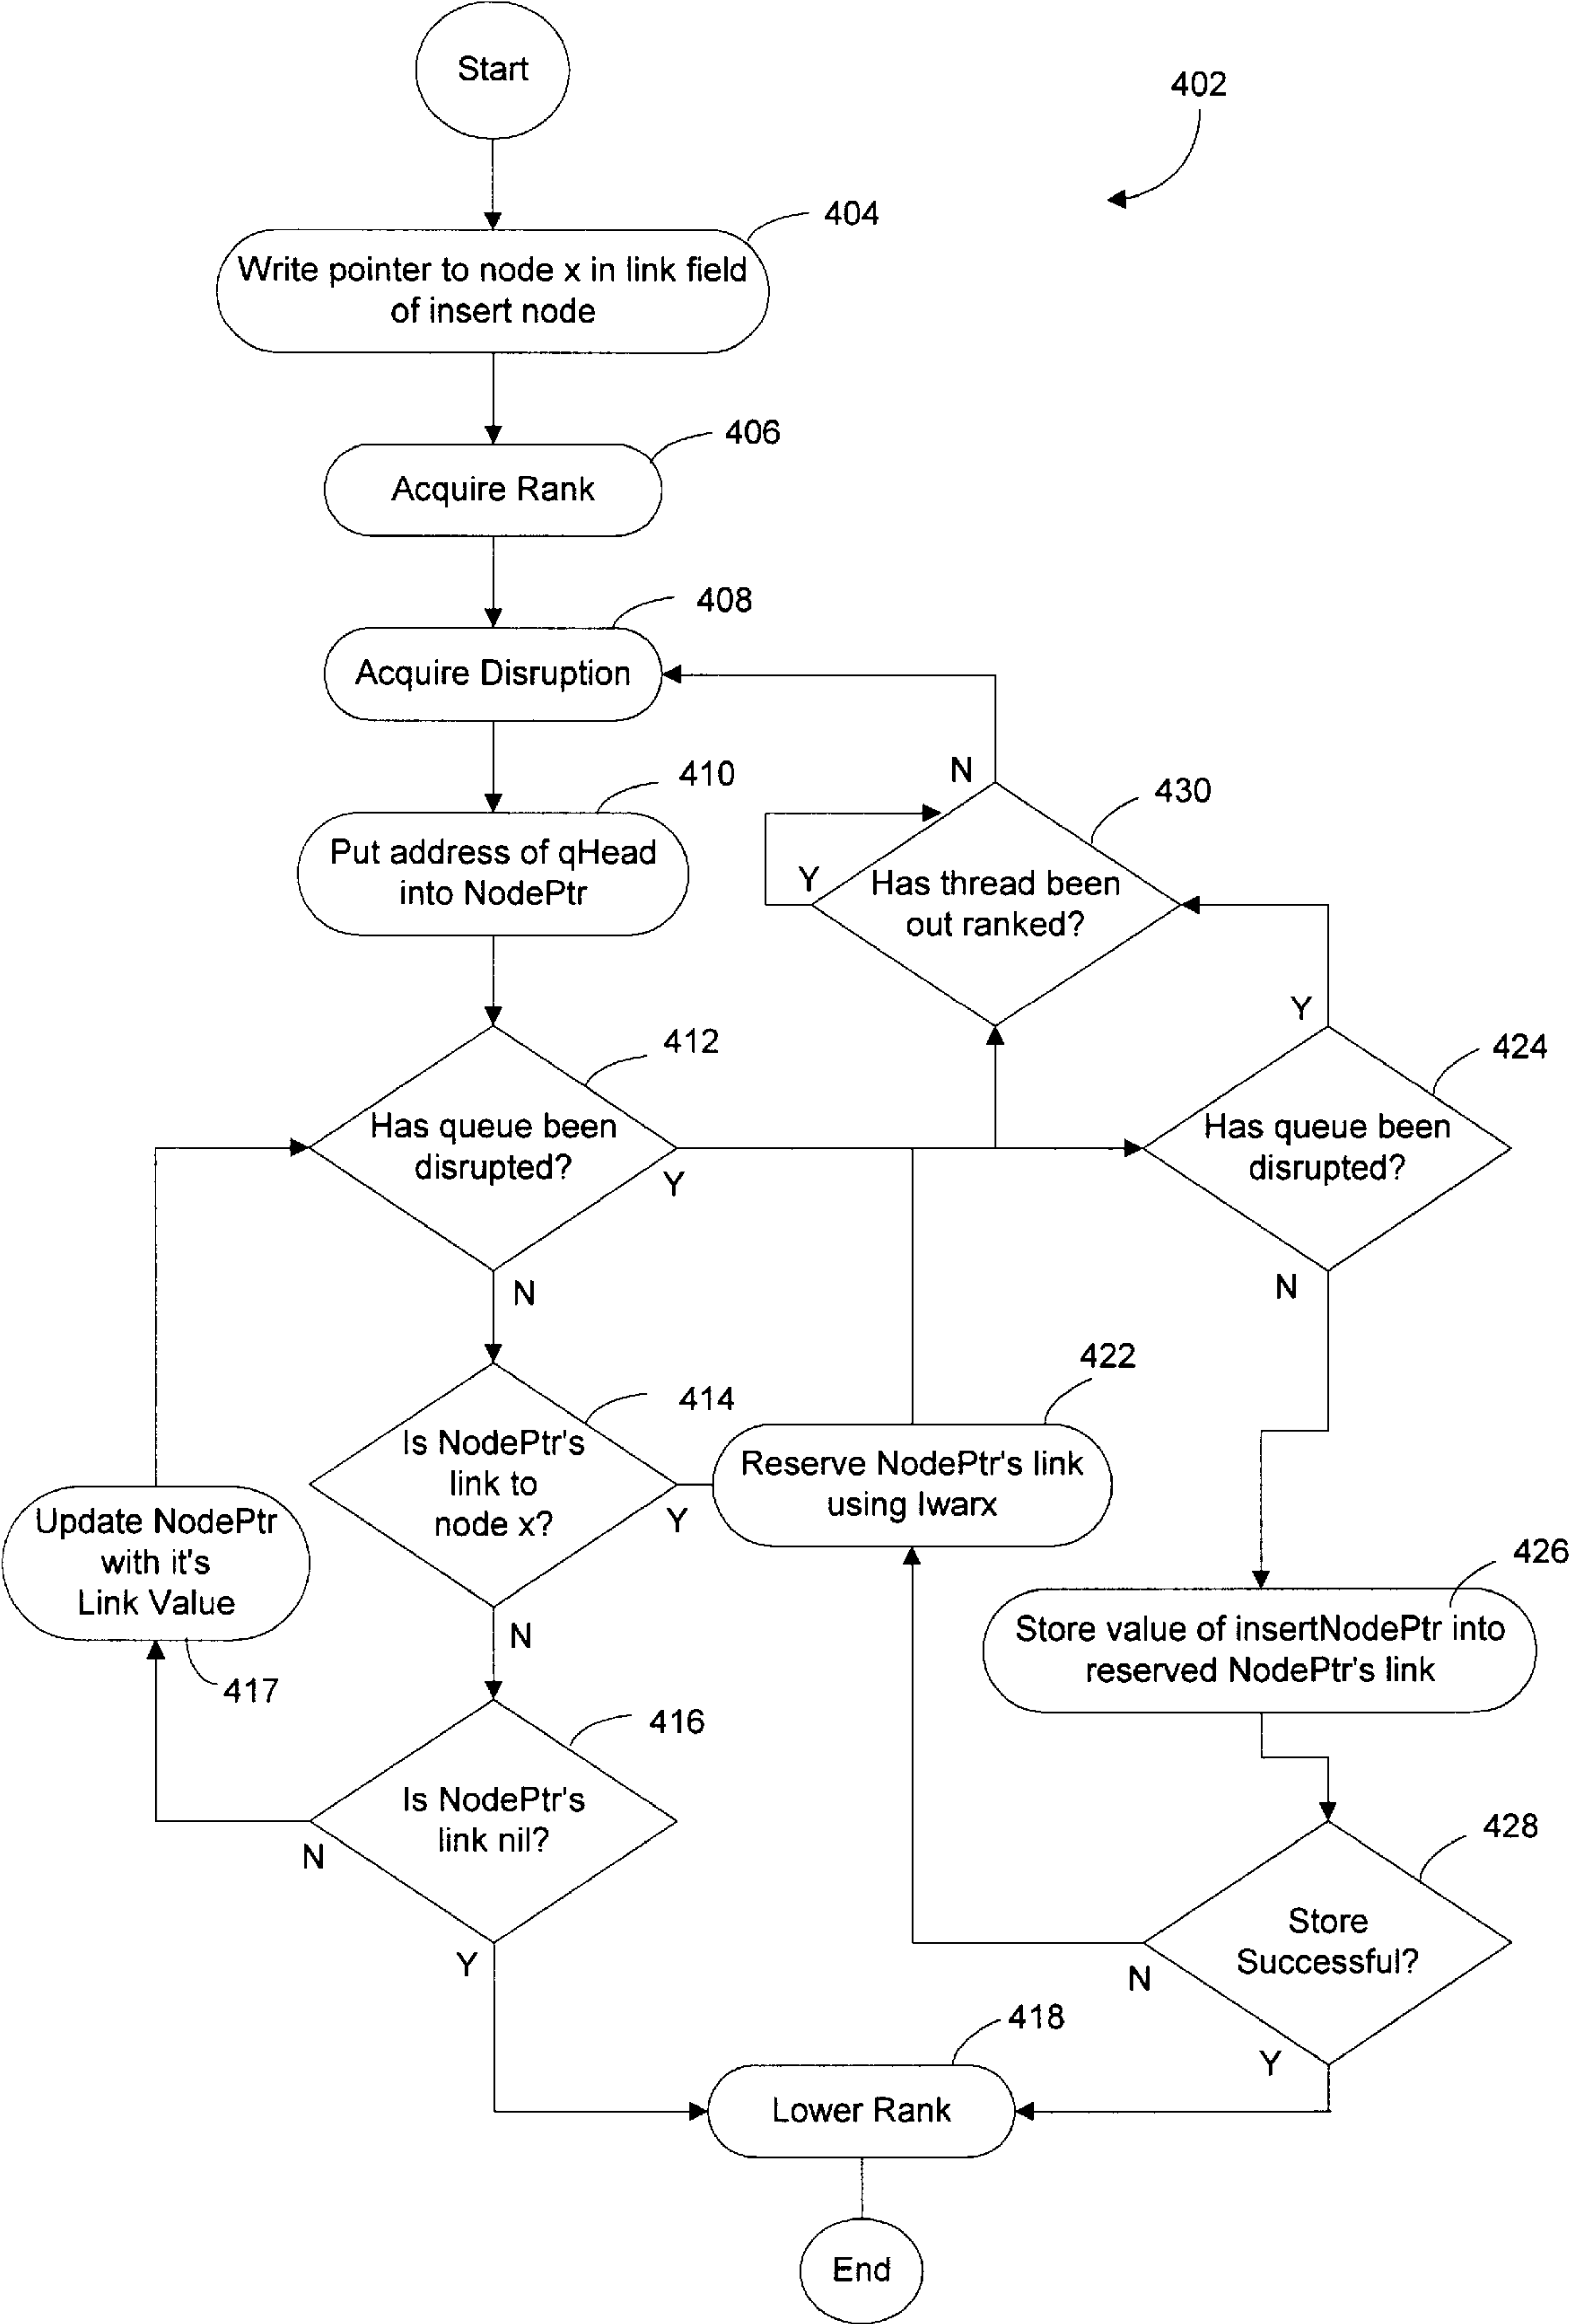 Start
402
404
Write pointer to node x in link field
of insert node
406
Acquire Rank
408
Acquire Disruption
410
Put address of qHead
into NodePtr
N
430
Y
Has thread been
out ranked?
412
Has queue been
disrupted?
Y
N
Y
424
Has queue been
disrupted?
N
414
Is NodePtr's
link to
node x?
Y
N
422
Reserve NodePtr's link
using lwarx
Update NodePtr
with it's
Link Value
417
426
Store value of insertNodePtr into
reserved NodePtr's link
416
Is NodePtr's
link nil?
N
Y
428
Store
Successful?
N
Y
418
Lower Rank
End